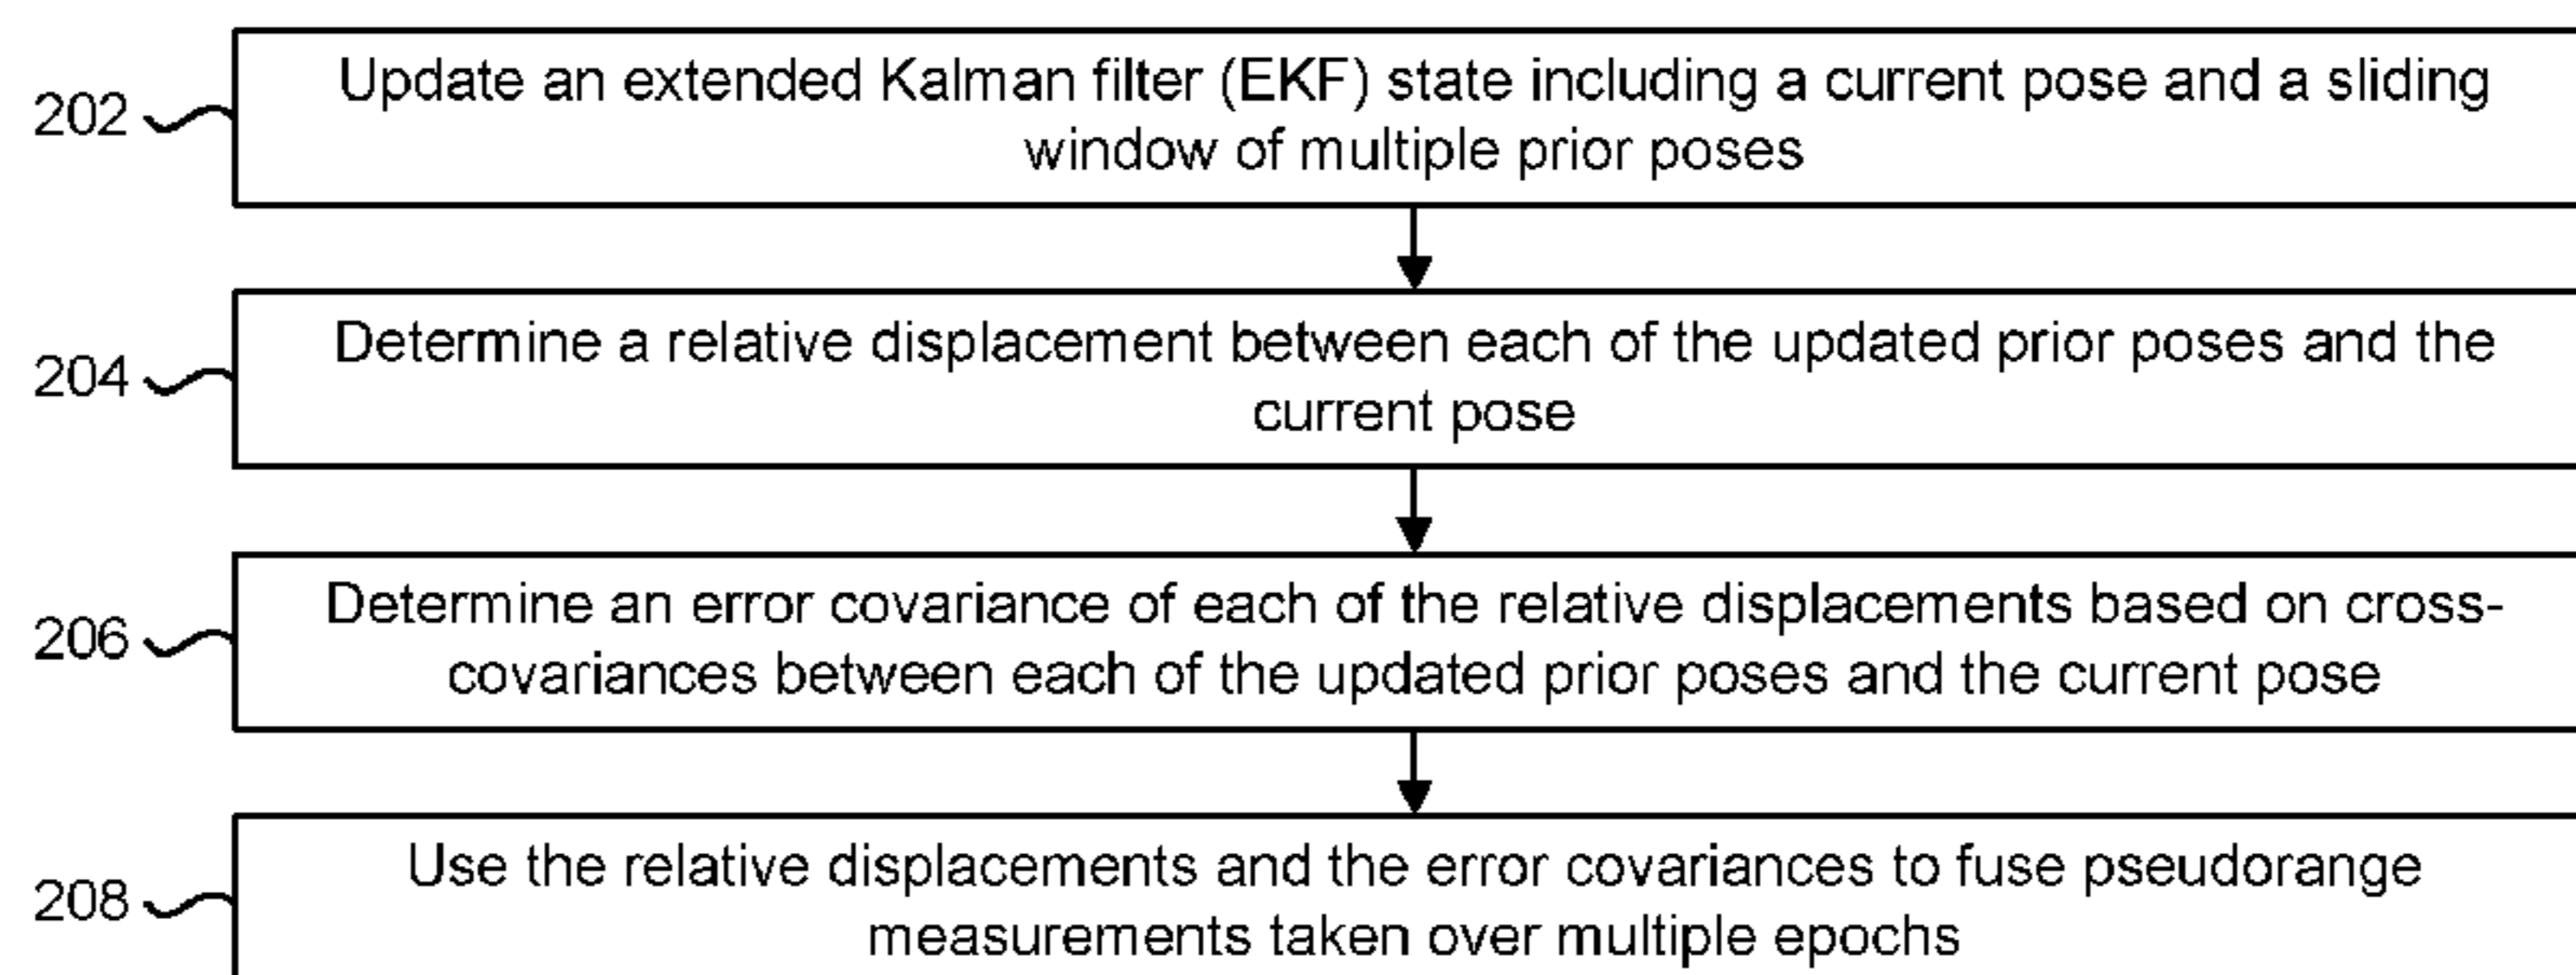 202
Update an extended Kalman filter (EKF) state including a current pose and a sliding
window of multiple prior poses
204
Determine a relative displacement between each of the updated prior poses and the
current pose
206
Determine an error covariance of each of the relative displacements based on cross-
covariances between each of the updated prior poses and the current pose
208
Use the relative displacements and the error covariances to fuse pseudorange
measurements taken over multiple epochs